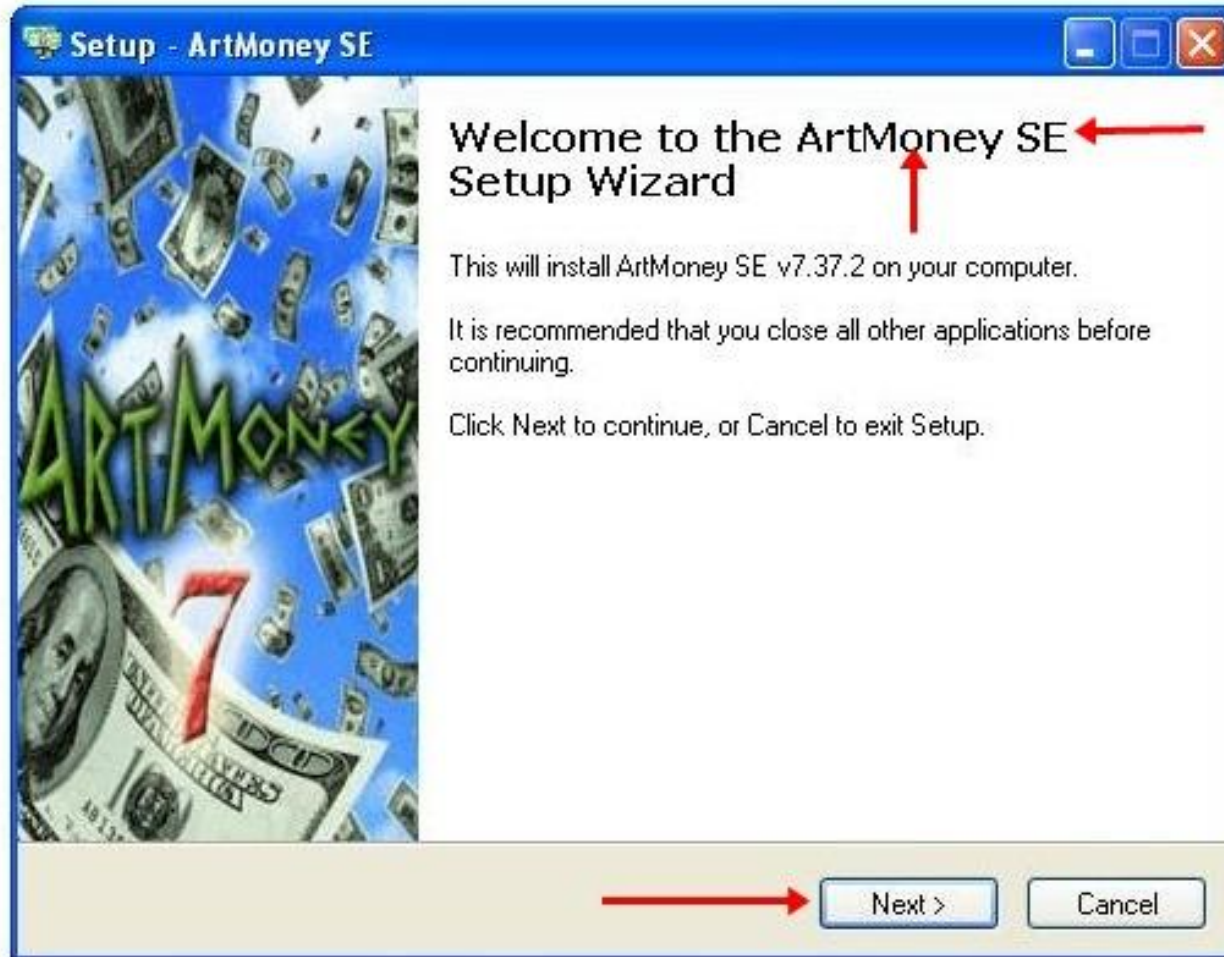 Setup - ArtMoney SE
Welcome to the ArtMoney SE
Setup Wizard
This will install ArtMoney SE v7.37.2 on your computer.
It is recommended that you close all other applications before
continuing.
Click Next to continue, or Cancel to exit Setup.
ARTMONEY
7
Next >
Cancel